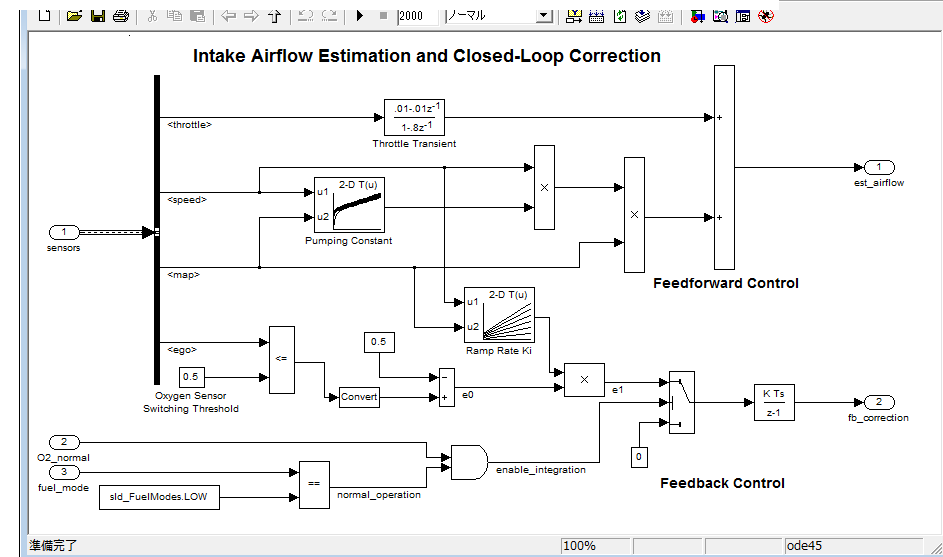 2000
ノーマル
Intake Airflow Estimation and Closed-Loop Correction
.01-.01z-1
1-.8z-1
<throttle>
Throttle Transient
+
1
est_airflow
2-D T(u)
u1
u2
<speed>
Pumping Constant
×
×
+
1
sensors
<map>
Feedforward Control
2-D T(u)
u1
u2
Ramp Rate Ki
<ego>
<=
0.5
0.5
Oxygen Sensor
Switching Threshold
Convert
−
+
e0
×
e1
K Ts
z-1
2
fb_correction
2
O2_normal
3
fuel_mode
sld_FuelModes.LOW
==
normal_operation
enable_integration
0
Feedback Control
準備完了
100%
ode45